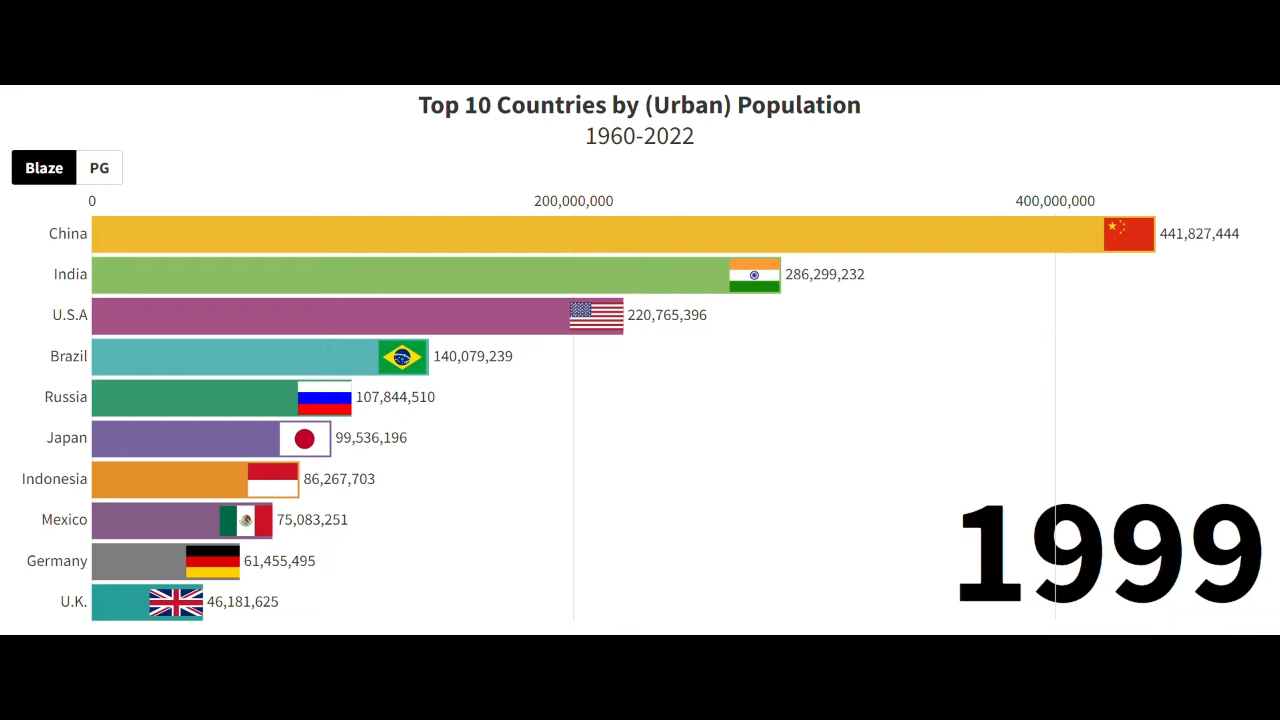 Top 10 Countries by (Urban) Population
1960-2022
Blaze PG
0 200,000,000 400,000,000
China 441,827,444
India 286,299,232
U.S.A 220,765,396
Brazil 140,079,239
Russia 107,844,510
Japan 99,536,196
Indonesia 86,267,703
Mexico 75,083,251
Germany 61,455,495
U.K. 46,181,625
1999